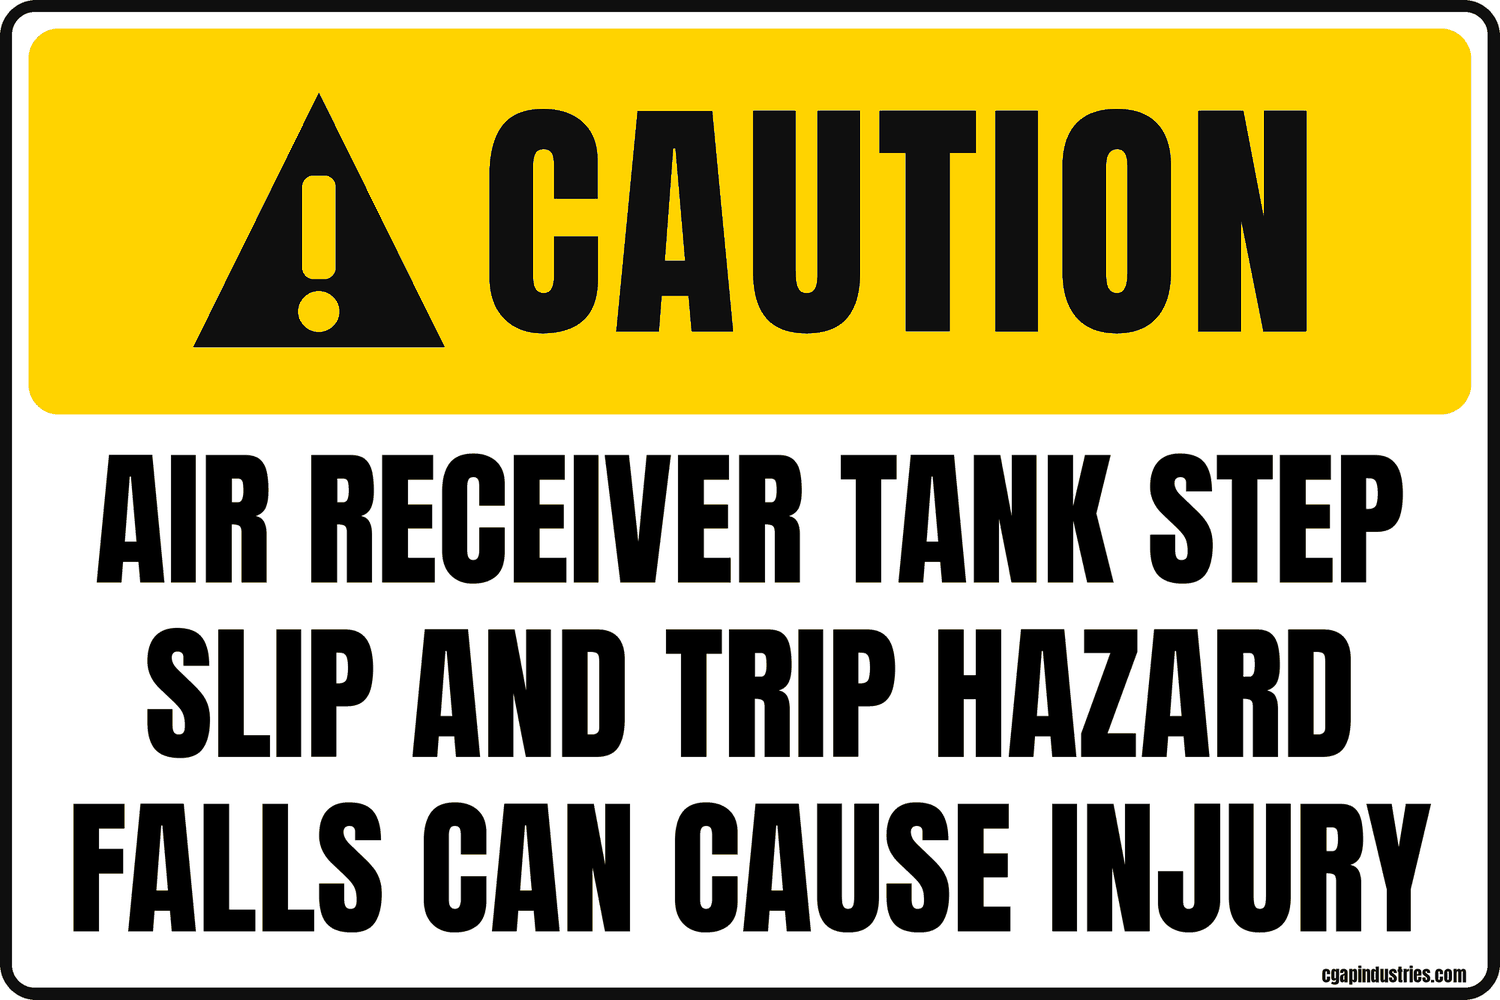 CAUTION
AIR RECEIVER TANK STEP
SLIP AND TRIP HAZARD
FALLS CAN CAUSE INJURY
cgapindustries.com